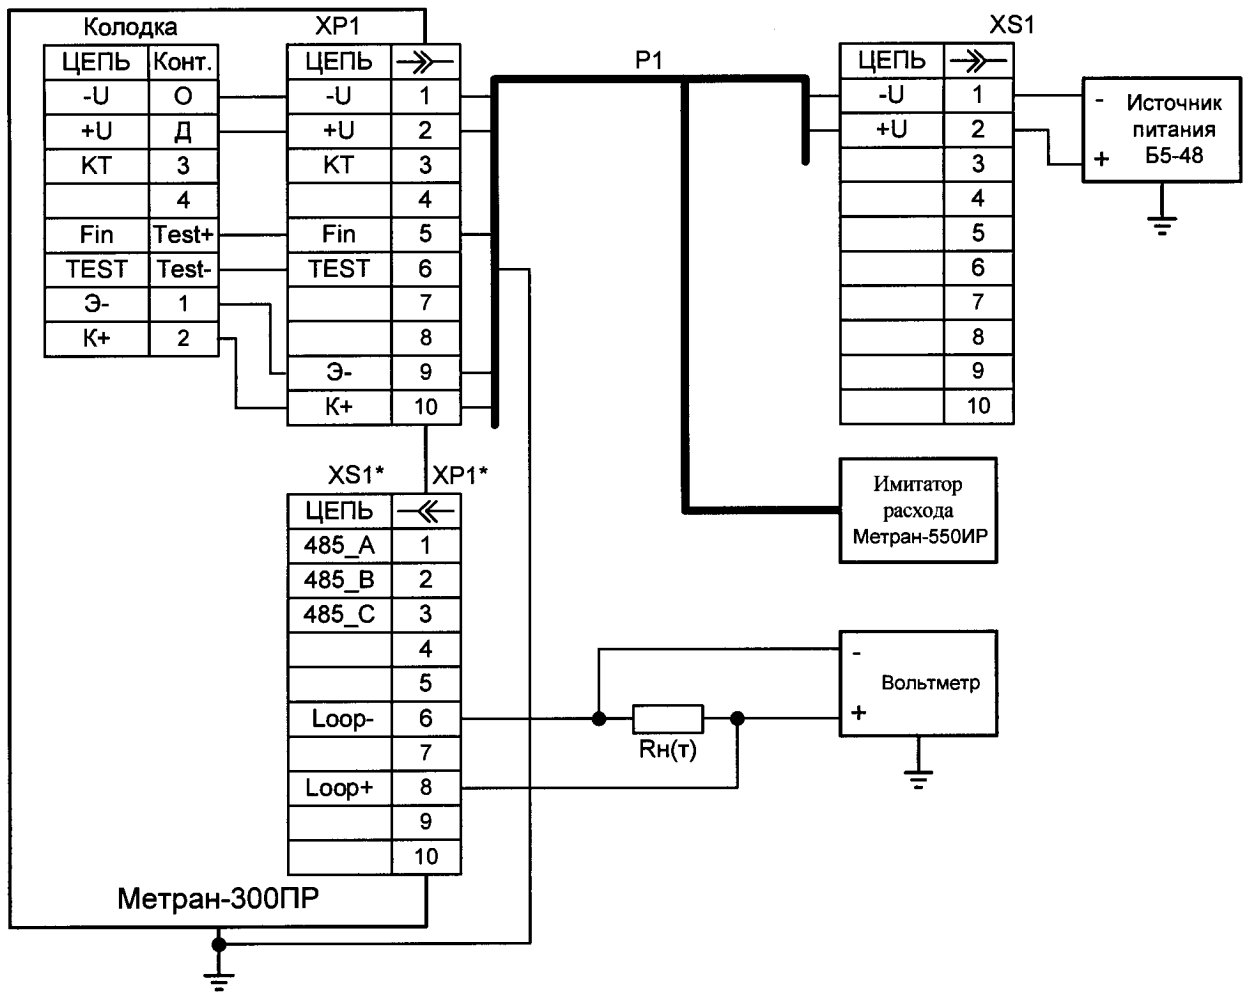 Колодка
ЦЕПЬ Конт.
-U О
+U Д
КТ 3
4
Fin Test+
TEST Test-
Э- 1
К+ 2
XP1
ЦЕПЬ
-U 1
+U 2
КТ 3
4
Fin 5
TEST 6
7
8
Э- 9
К+ 10
P1
XS1
ЦЕПЬ
-U 1
+U 2
3
4
5
6
7
8
9
10
- Источник
питания
+ Б5-48
XS1* XP1*
ЦЕПЬ
485_A 1
485_B 2
485_C 3
4
5
Loop- 6
7
Loop+ 8
9
10
Имитатор
расхода
Метран-550ИР
-
Вольтметр
+
Rн(т)
Метран-300ПР